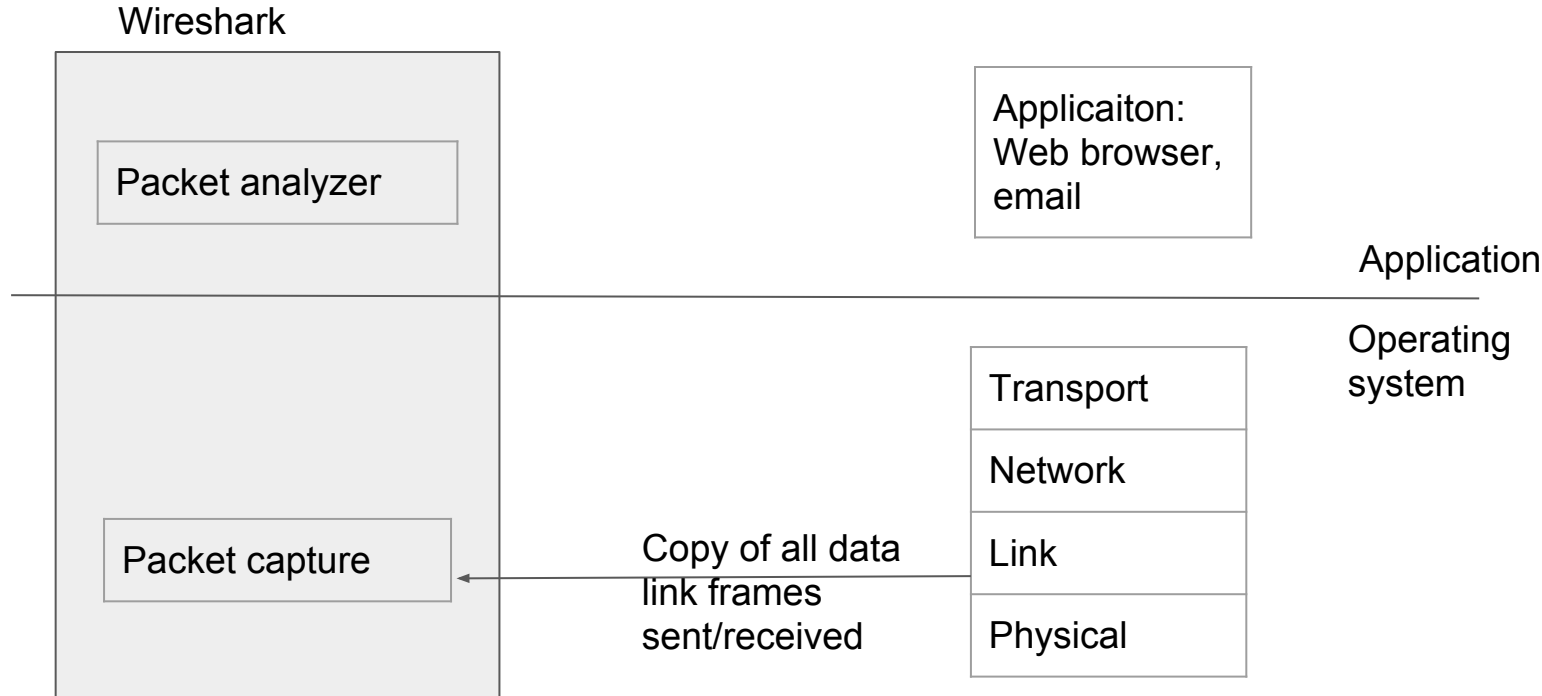 Wireshark
Packet analyzer
Applicaiton:
Web browser,
email
Application
Operating
system
Transport
Network
Link
Physical
Packet capture
Copy of all data
link frames
sent/received